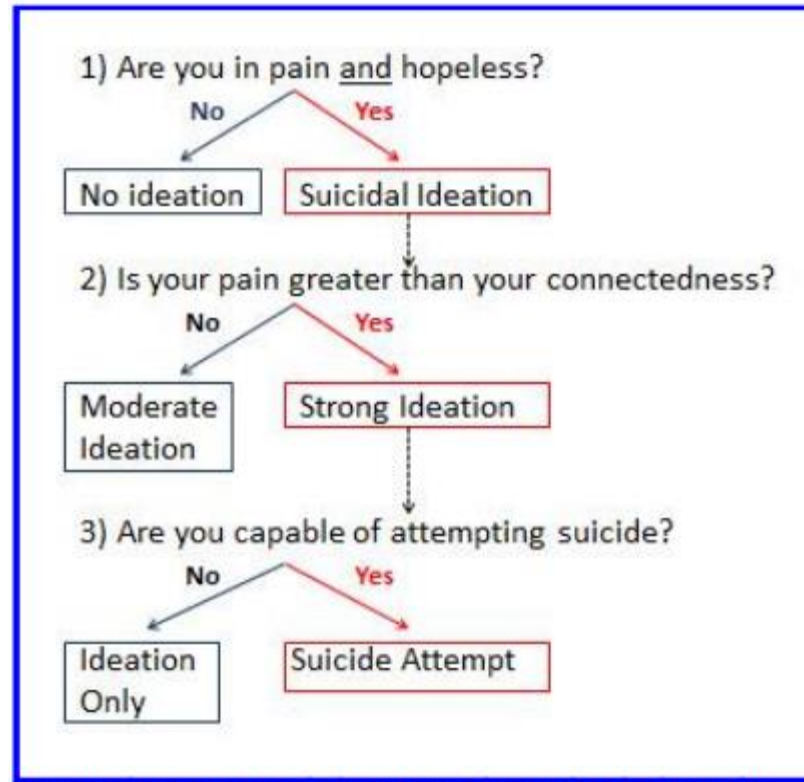 1) Are you in pain and hopeless?
No
Yes
No ideation
Suicidal Ideation
2) Is your pain greater than your connectedness?
No
Yes
Moderate
Ideation
Strong Ideation
3) Are you capable of attempting suicide?
No
Yes
Ideation
Only
Suicide Attempt